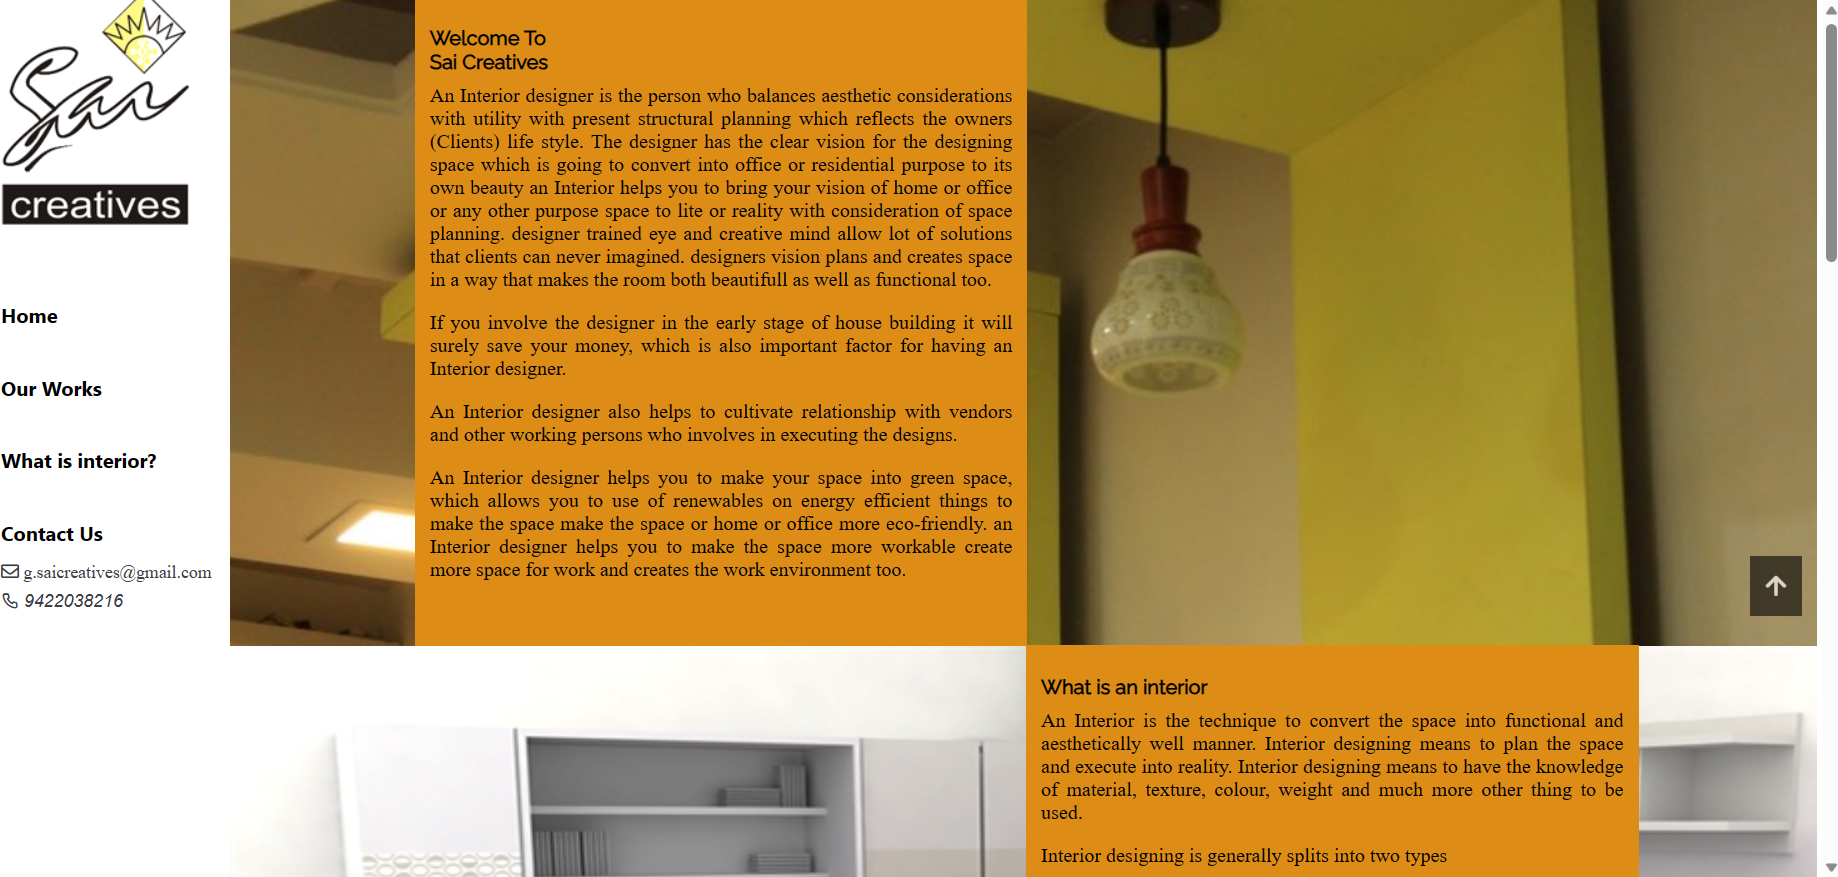 Sai
creatives
Home
Our Works
What is interior?
Contact Us
g.saicreatives@gmail.com
9422038216
Welcome To
Sai Creatives
An Interior designer is the person who balances aesthetic considerations
with utility with present structural planning which reflects the owners
(Clients) life style. The designer has the clear vision for the designing
space which is going to convert into office or residential purpose to its
own beauty an Interior helps you to bring your vision of home or office
or any other purpose space to lite or reality with consideration of space
planning. designer trained eye and creative mind allow lot of solutions
that clients can never imagined. designers vision plans and creates space
in a way that makes the room both beautifull as well as functional too.
If you involve the designer in the early stage of house building it will
surely save your money, which is also important factor for having an
Interior designer.
An Interior designer also helps to cultivate relationship with vendors
and other working persons who involves in executing the designs.
An Interior designer helps you to make your space into green space,
which allows you to use of renewables on energy efficient things to
make the space make the space or home or office more eco-friendly. an
Interior designer helps you to make the space more workable create
more space for work and creates the work environment too.
What is an interior
An Interior is the technique to convert the space into functional and
aesthetically well manner. Interior designing means to plan the space
and execute into reality. Interior designing means to have the knowledge
of material, texture, colour, weight and much more other thing to be
used.
Interior designing is generally splits into two types